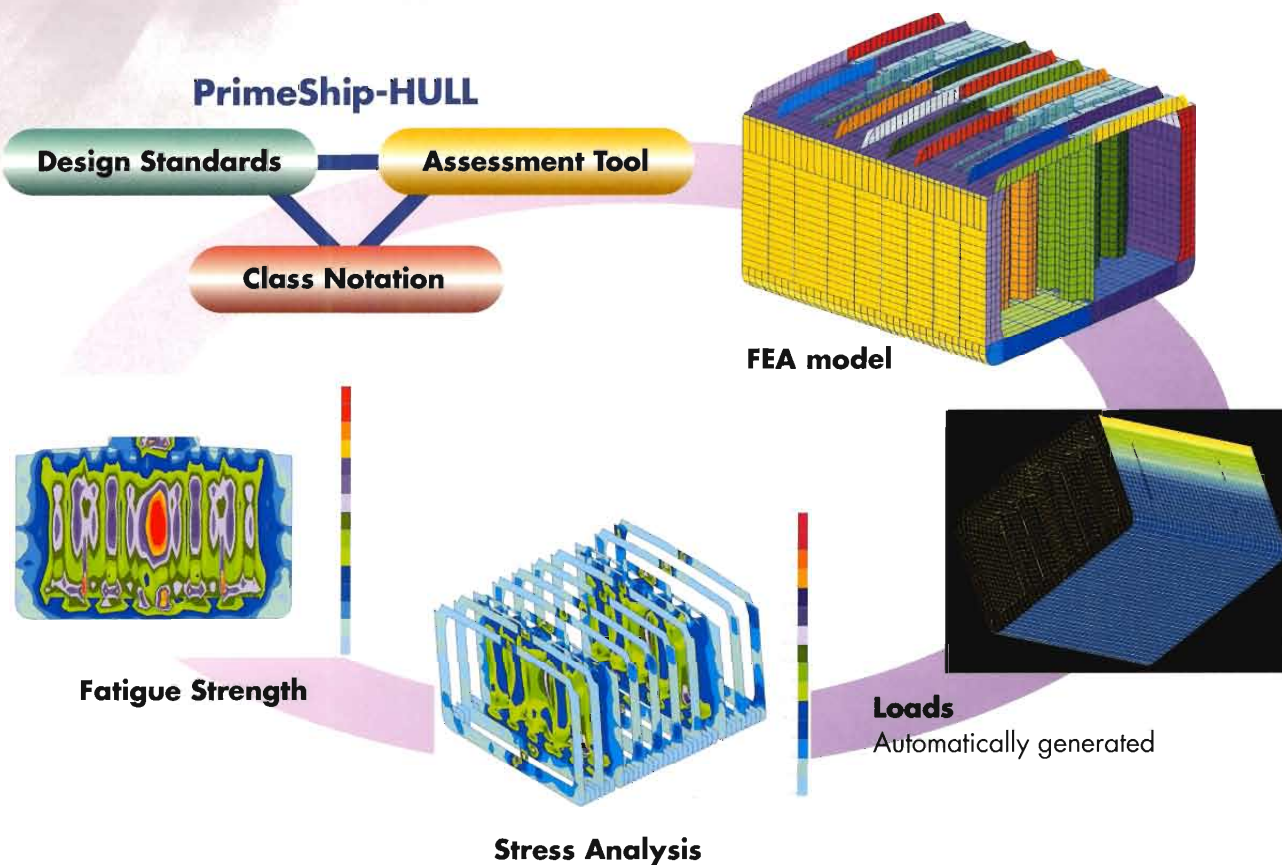 PrimeShip-HULL
Design Standards
Assessment Tool
Class Notation
FEA model
Fatigue Strength
Loads
Automatically generated
Stress Analysis